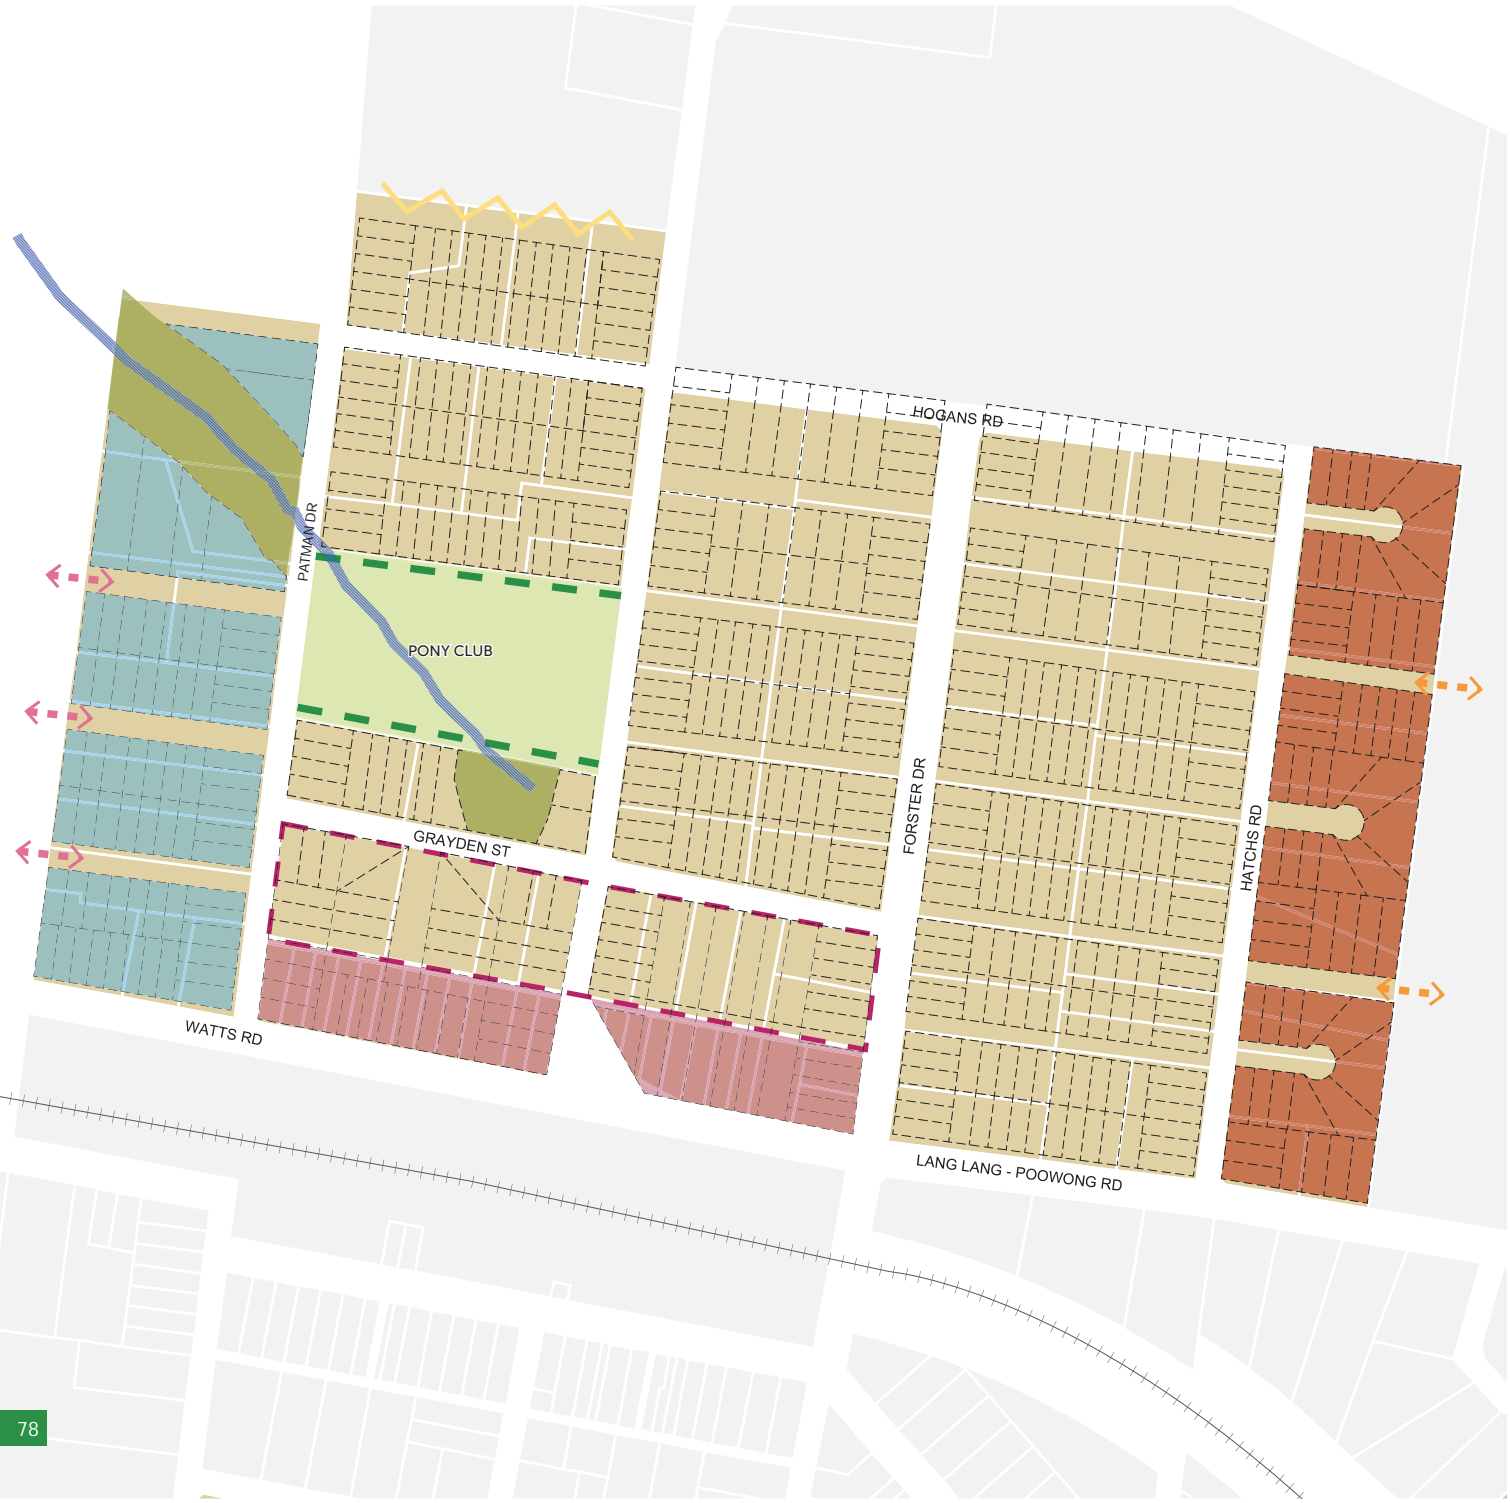 HOGANS RD
PATMAN DR
PONY CLUB
FORSTER DR
HATCHS RD
GRAYDEN ST
WATTS RD
LANG LANG - POOWONG RD
78